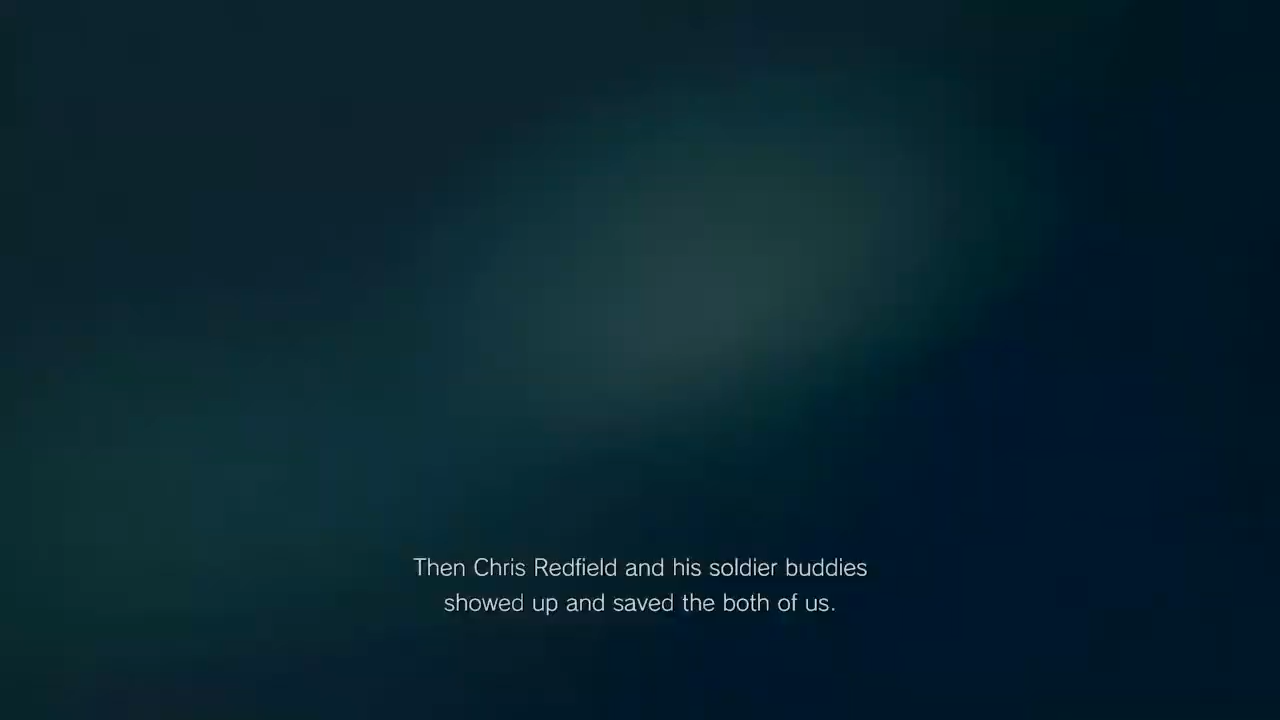 Then Chris Redfield and his soldier buddies
showed up and saved the both of us.